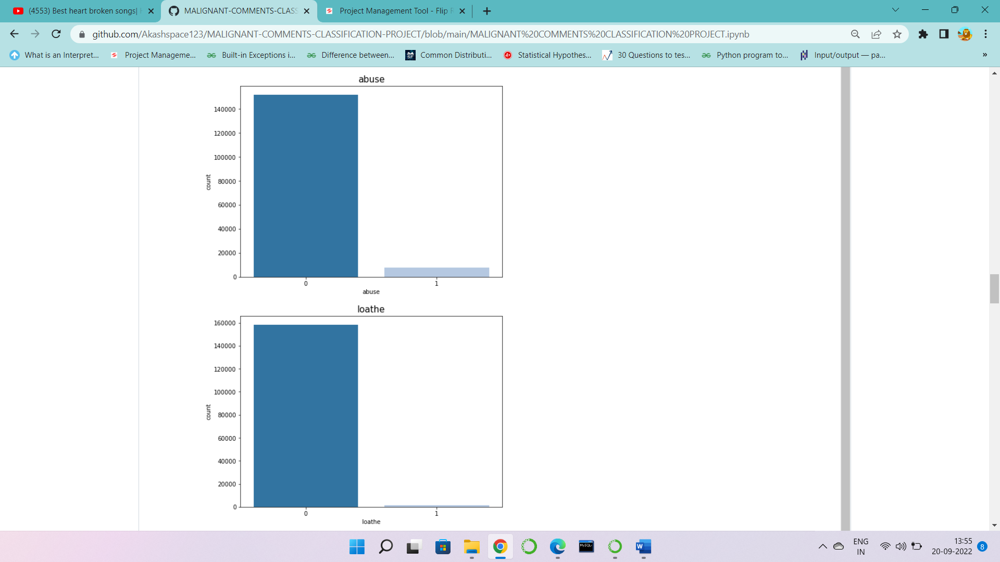 (4553) Best heart broken songs|
MALIGNANT-COMMENTS-CLASS
Project Management Tool - Flip R
github.com/Akashspace123/MALIGNANT-COMMENTS-CLASSIFICATION-PROJECT/blob/main/MALIGNANT%20COMMENTS%20CLASSIFICATION%20PROJECT.ipynb
What is an Interpret...
Project Manageme...
Built-in Exceptions i...
Difference between...
SF
Common Distributi...
A+
Statistical Hypothes...
30 Questions to tes...
Python program to...
Input/output — pa...
»
abuse
140000
120000
100000
80000
60000
40000
20000
0
count
0
1
abuse
loathe
160000
140000
120000
100000
80000
60000
40000
20000
0
count
0
1
loathe
MySQL
W
ENG
IN
13:55
20-09-2022
8